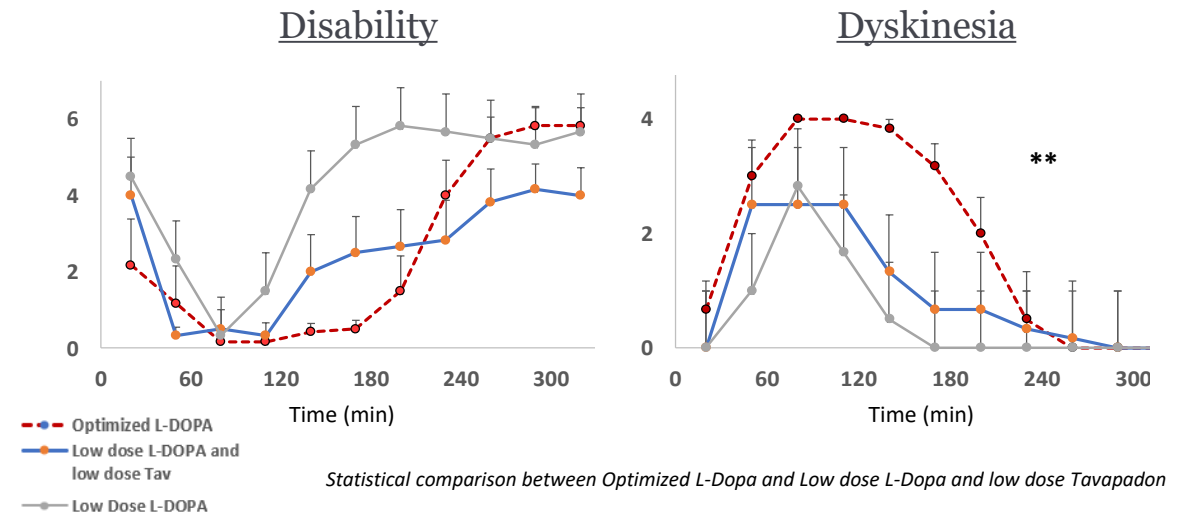 Disability
Dyskinesia
6
4
2
0
0 60 120 180 240 300
Time (min)
4
2
0
**
0 60 120 180 240 300
Time (min)
Optimized L-DOPA
Low dose L-DOPA and
low dose Tav
Low Dose L-DOPA
Statistical comparison between Optimized L-Dopa and Low dose L-Dopa and low dose Tavapadon